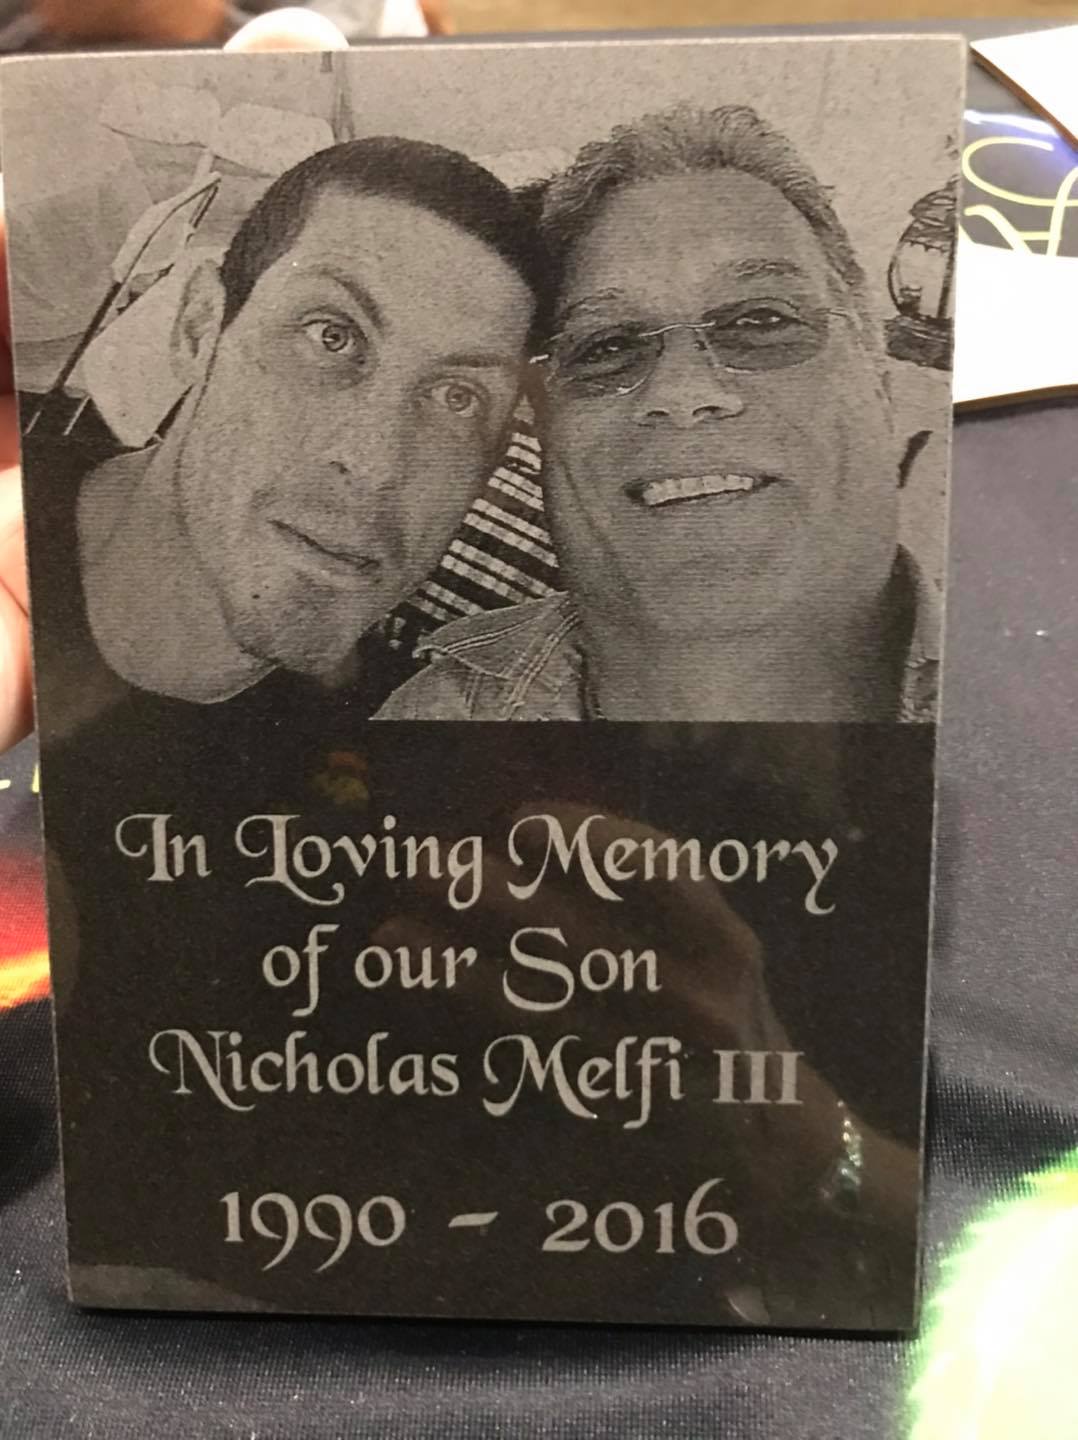 In Loving Memory
of our Son
Nicholas Melfi III
1990 - 2016